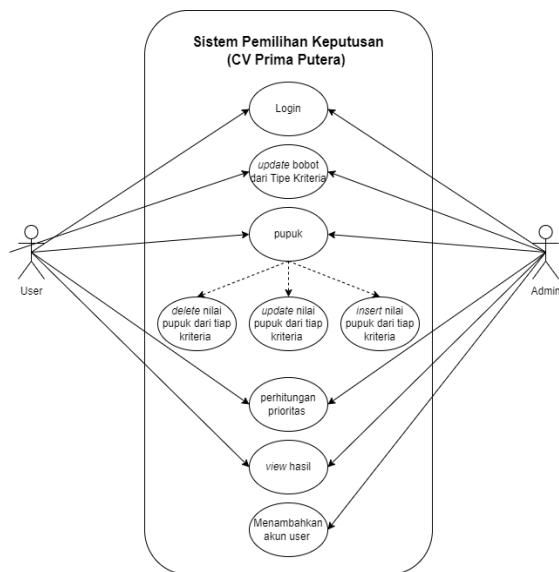 Sistem Pemilihan Keputusan
(CV Prima Putera)
Login
update bobot
dari Tipe Kriteria
pupuk
User
Admin
delete nilai
pupuk dari tiap
kriteria
update nilai
pupuk dari tiap
kriteria
insert nilai
pupuk dari tiap
kriteria
perhitungan
prioritas
view hasil
Menambahkan
akun user